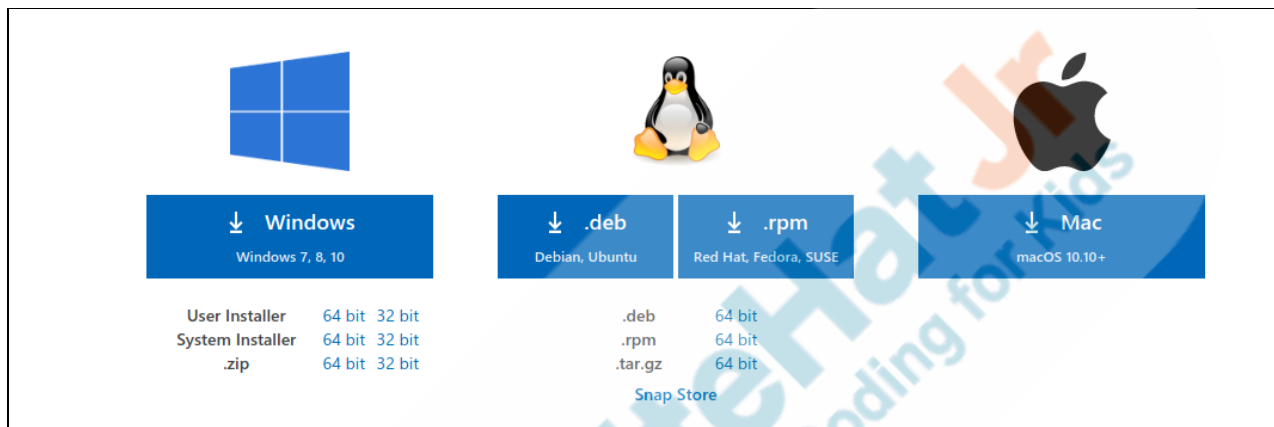 Windows
Windows 7, 8, 10
User Installer 64 bit 32 bit
System Installer 64 bit 32 bit
.zip 64 bit 32 bit
.deb
Debian, Ubuntu
.rpm
Red Hat, Fedora, SUSE
.deb 64 bit
.rpm 64 bit
.tar.gz 64 bit
Snap Store
Mac
macOS 10.10+
teHat Jr
oding for Kids